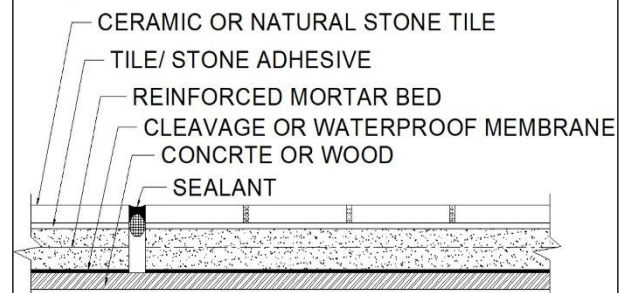 CERAMIC OR NATURAL STONE TILE
TILE/ STONE ADHESIVE
REINFORCED MORTAR BED
CLEAVAGE OR WATERPROOF MEMBRANE
CONCRTE OR WOOD
SEALANT